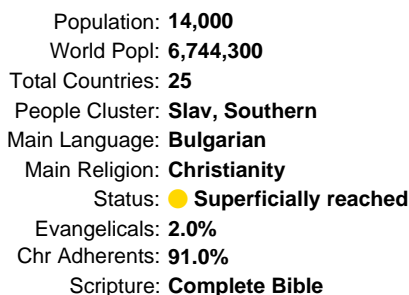 Population: 14,000
World Popl: 6,744,300
Total Countries: 25
People Cluster: Slav, Southern
Main Language: Bulgarian
Main Religion: Christianity
Status: Superficially reached
Evangelicals: 2.0%
Chr Adherents: 91.0%
Scripture: Complete Bible